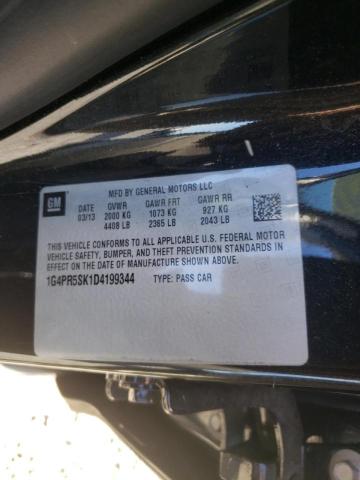 GM
MFD BY GENERAL MOTORS LLC
DATE GVWR GAWR FRT GAWR RR
03/13 2000 KG 1073 KG 927 KG
4408 LB 2365 LB 2043 LB
THIS VEHICLE CONFORMS TO ALL APPLICABLE U.S. FEDERAL MOTOR
VEHICLE SAFETY, BUMPER, AND THEFT PREVENTION STANDARDS IN
EFFECT ON THE DATE OF MANUFACTURE SHOWN ABOVE.
1G4PR5SK1D4199344 TYPE: PASS CAR